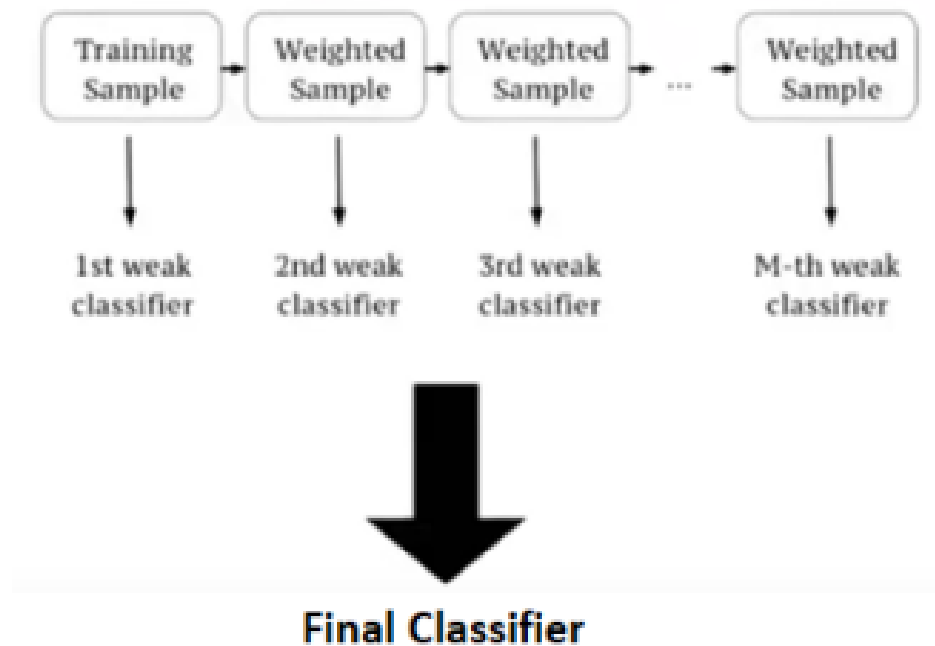 Training
Sample
Weighted
Sample
Weighted
Sample
...
Weighted
Sample
1st weak
classifier
2nd weak
classifier
3rd weak
classifier
M-th weak
classifier
Final Classifier